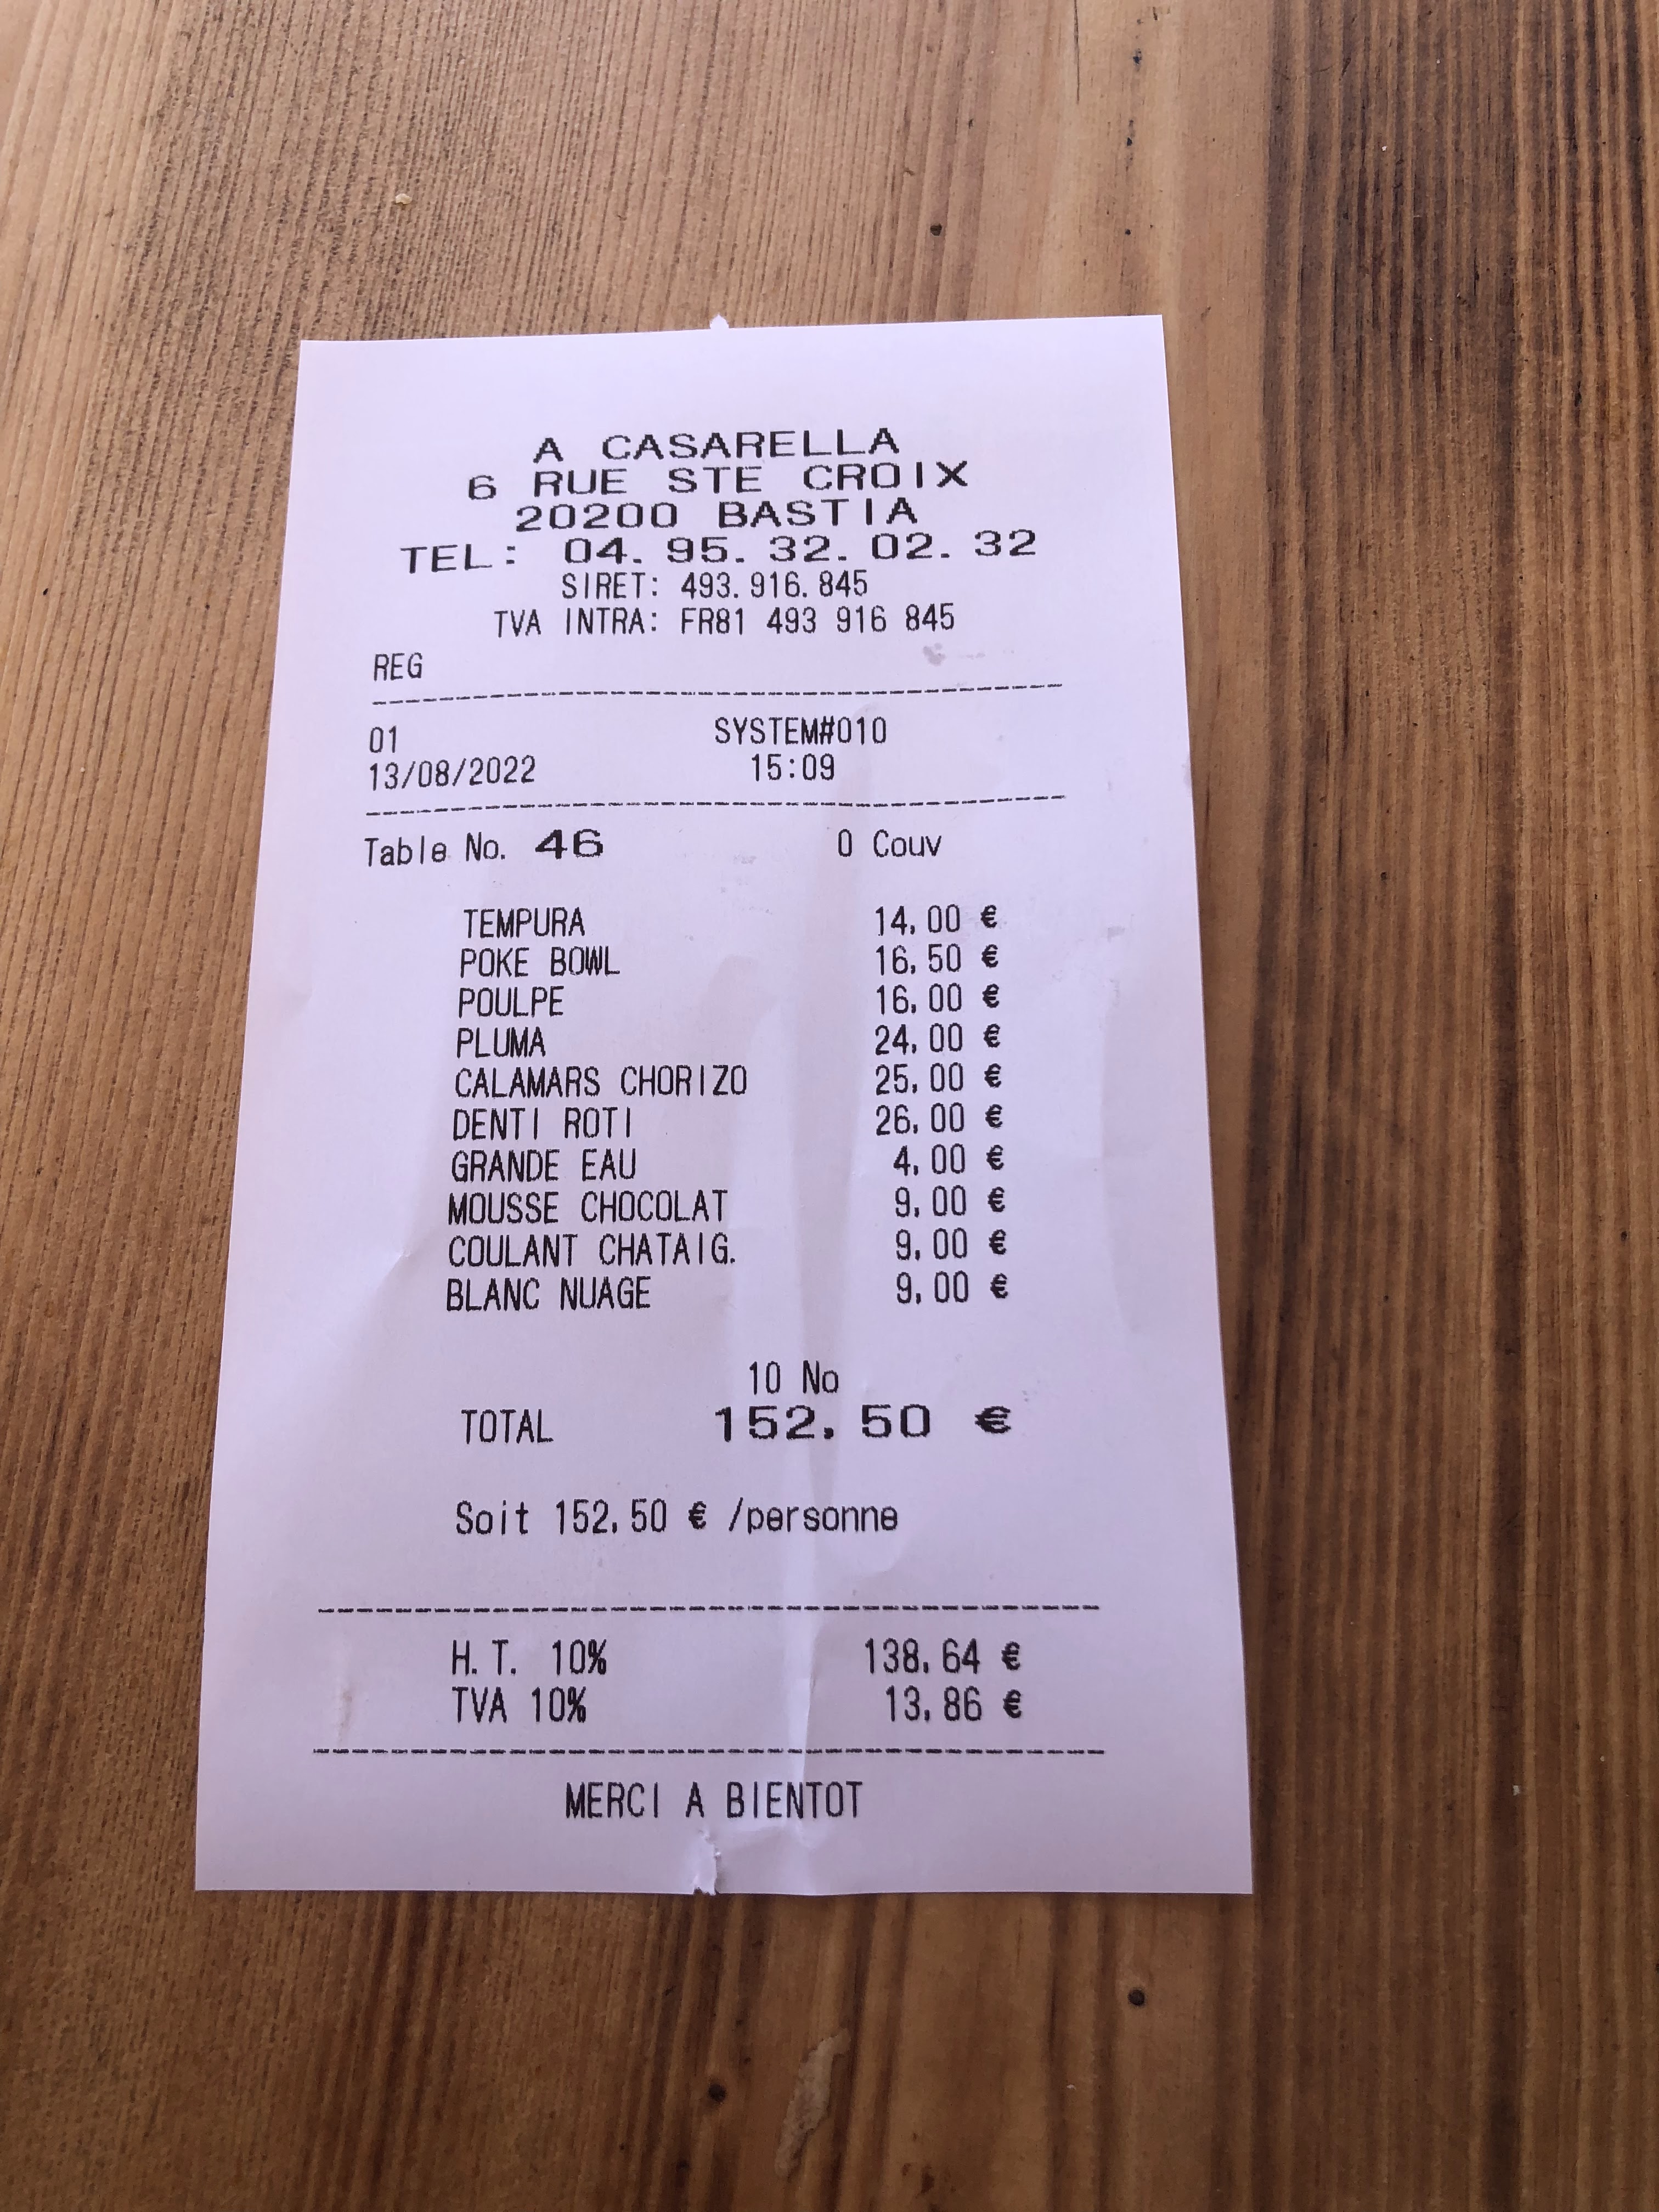 A CASARELLA
6 RUE STE CROIX
20200 BASTIA
TEL: 04. 95. 32. 02. 32
SIRET: 493. 916. 845
TVA INTRA: FR81 493 916 845
REG
01 SYSTEM#010
13/08/2022 15:09
Table No. 46 0 Couv
TEMPURA 14,00 €
POKE BOWL 16,50 €
POULPE 16,00 €
PLUMA 24,00 €
CALAMARS CHORIZO 25,00 €
DENTI ROTI 26,00 €
GRANDE EAU 4,00 €
MOUSSE CHOCOLAT 9,00 €
COULANT CHATAIG. 9,00 €
BLANC NUAGE 9,00 €
10 No
TOTAL 152,50 €
Soit 152,50 € /personne
H. T. 10% 138,64 €
TVA 10% 13,86 €
MERCI A BIENTOT